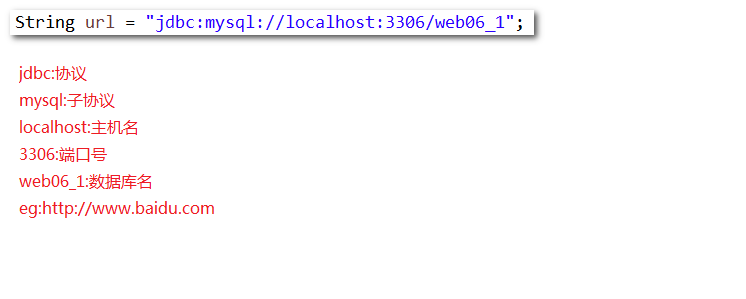 String url = "jdbc:mysql://localhost:3306/web06_1";
jdbc:协议
mysql:子协议
localhost:主机名
3306:端口号
web06_1:数据库名
eg:http://www.baidu.com